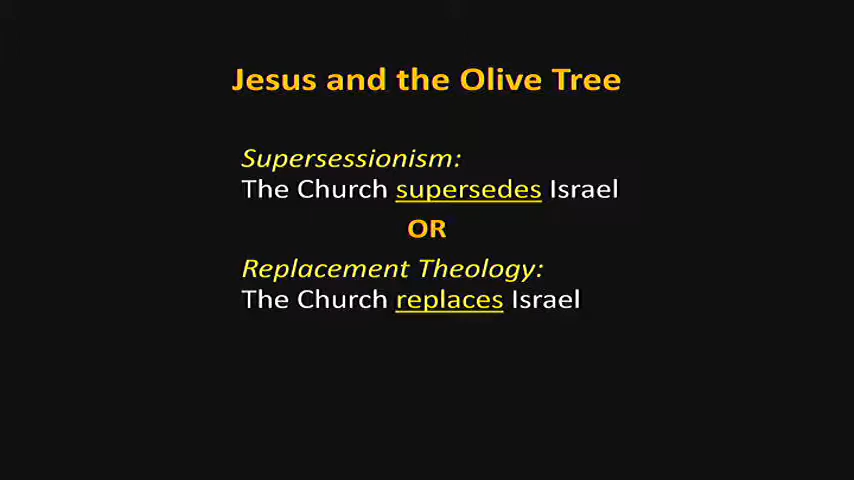 Jesus and the Olive Tree
Supersessionism:
The Church supersedes Israel
OR
Replacement Theology:
The Church replaces Israel